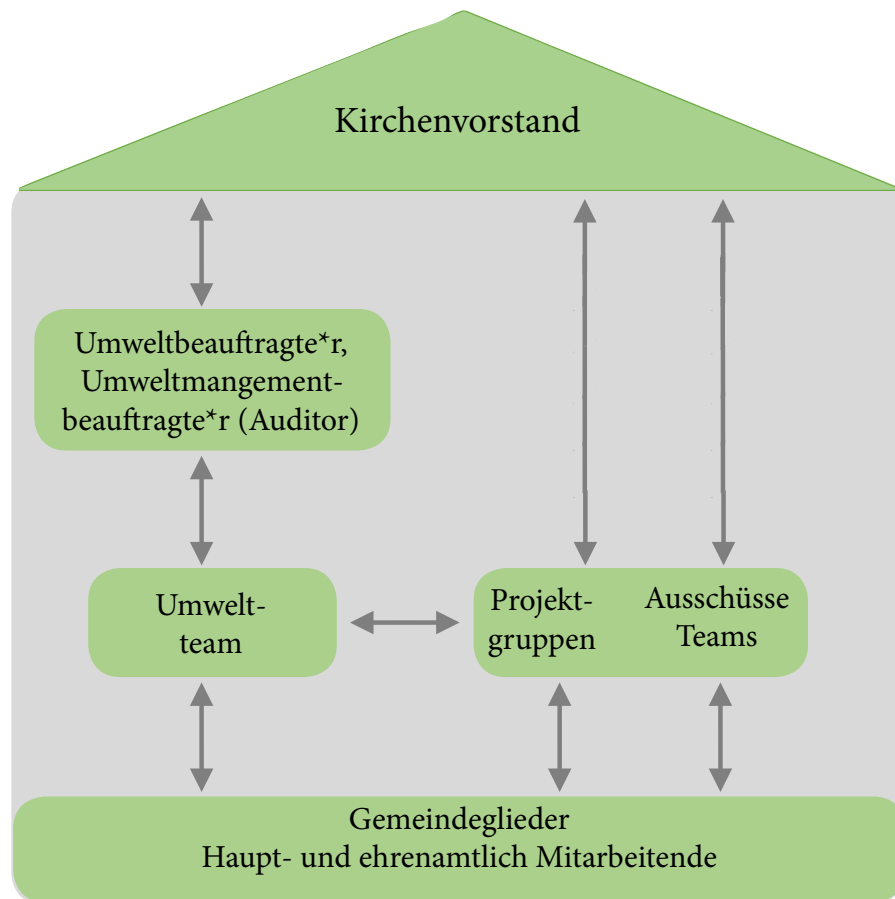 Kirchenvorstand
Umweltbeauftragte*r,
Umweltmangement-
beauftragte*r (Auditor)
Umwelt-
team
Projekt-
gruppen
Ausschüsse
Teams
Gemeindeglieder
Haupt- und ehrenamtlich Mitarbeitende